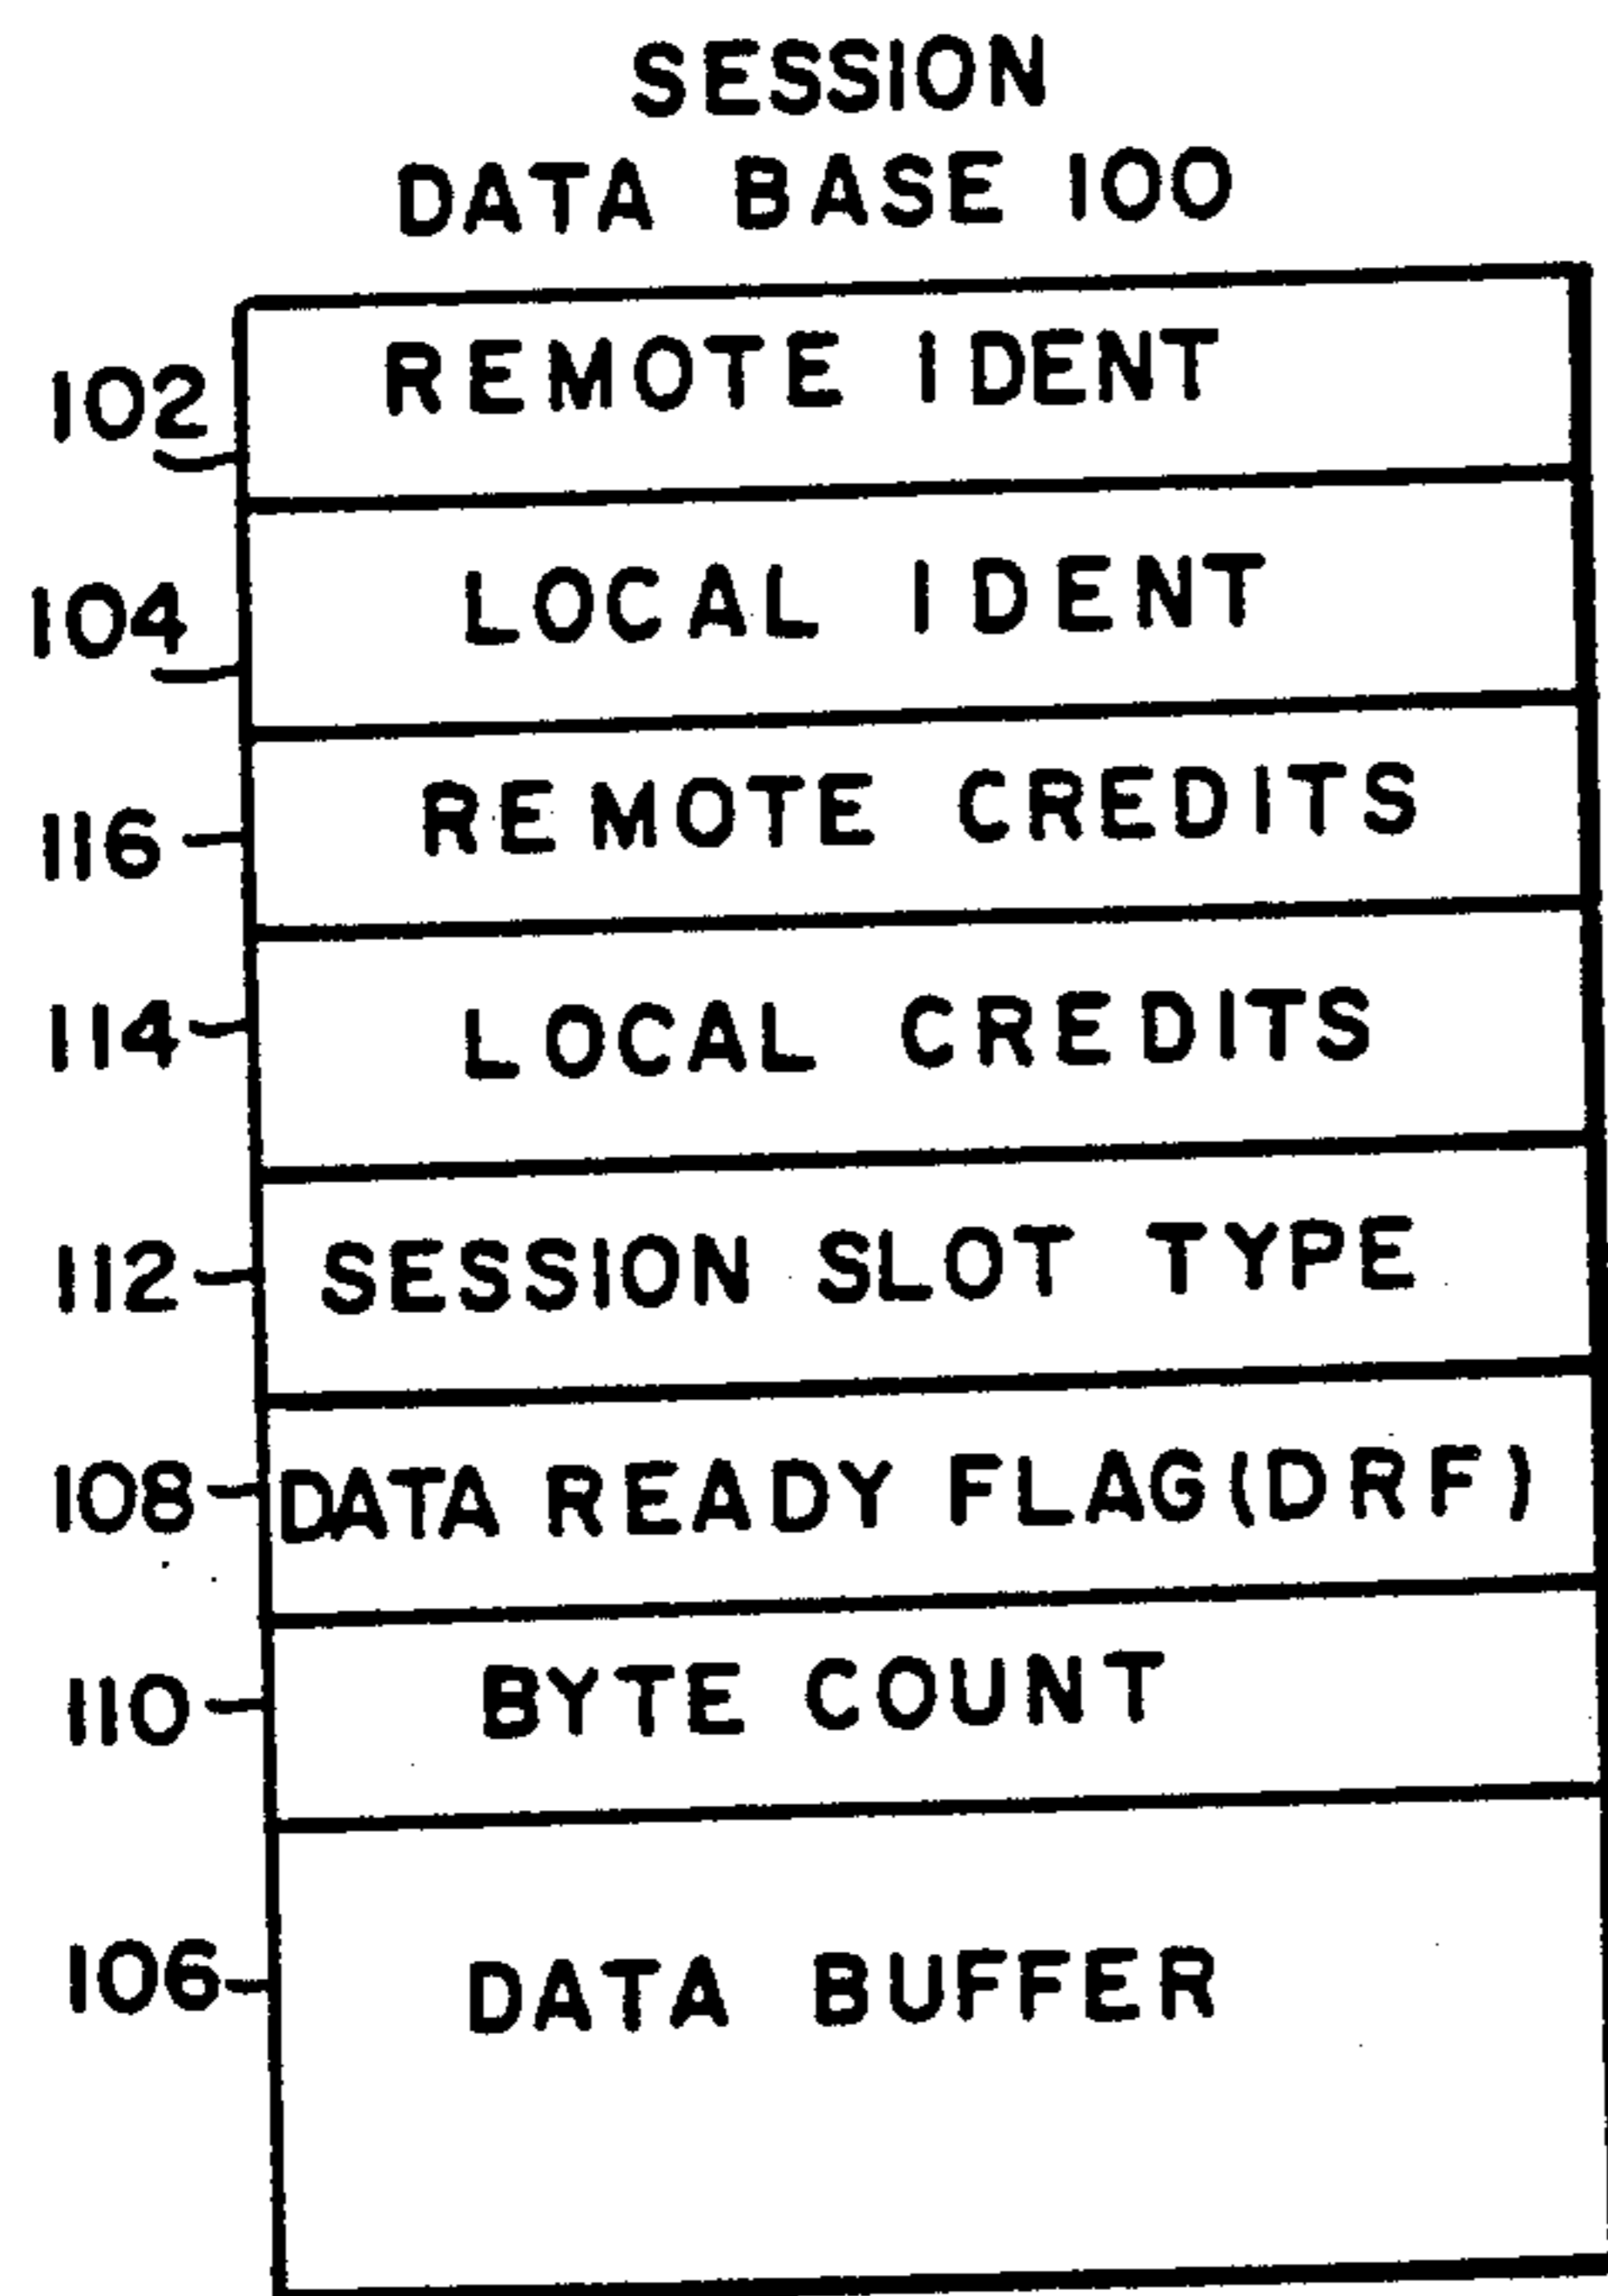 SESSION
DATA BASE 100
102 REMOTE IDENT
104 LOCAL IDENT
116 REMOTE CREDITS
114 LOCAL CREDITS
112 SESSION SLOT TYPE
108 DATA READY FLAG (DRF)
110 BYTE COUNT
106 DATA BUFFER